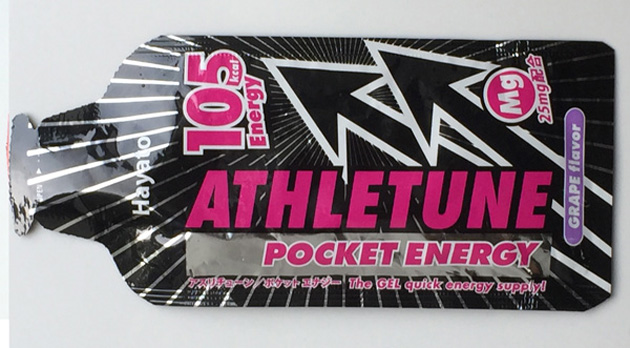 105
kcal
Energy
Mg
25mg配合
Hayato
ATHLETUNE
GRAPE flavor
POCKET ENERGY
アスリチューン ポケット エナジー The GEL quick energy supply!
OPEN